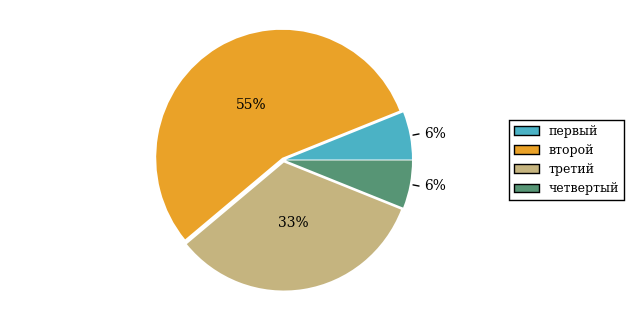 55%
6%
6%
33%
первый
второй
третий
четвертый